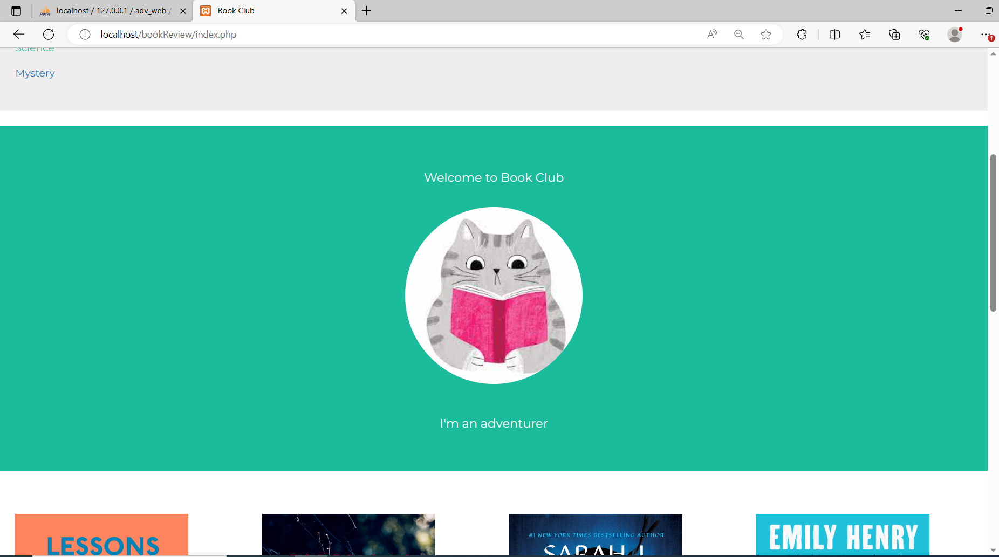 PMA
localhost / 127.0.0.1 / adv_web /
Book Club
localhost/bookReview/index.php
Science
Mystery
Welcome to Book Club
I'm an adventurer
LESSONS
#1 NEW YORK TIMES BESTSELLING AUTHOR
SARAH J.
EMILY HENRY